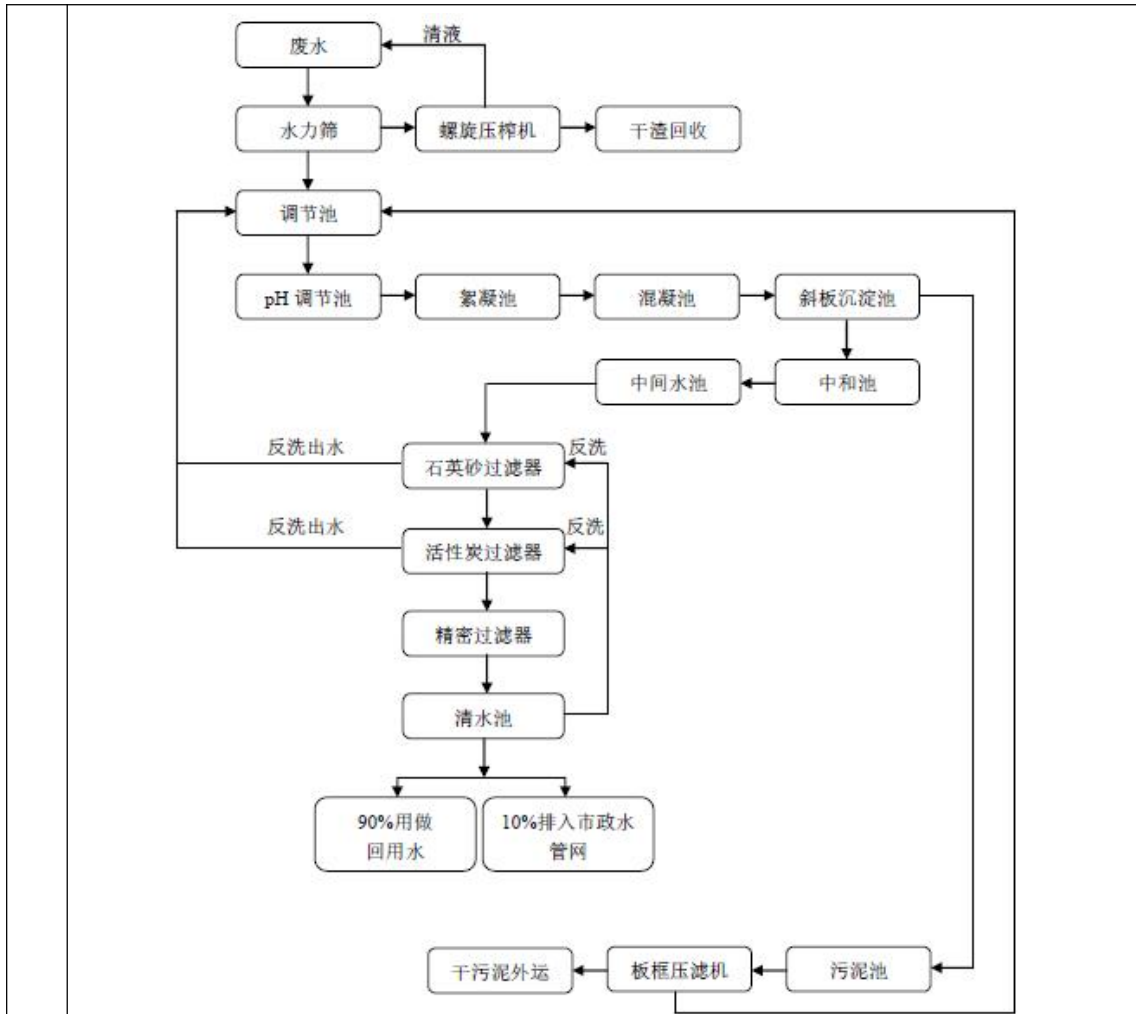 清液
废水
水力筛
螺旋压榨机
干渣回收
调节池
pH 调节池
絮凝池
混凝池
斜板沉淀池
中间水池
中和池
反洗出水
反洗
石英砂过滤器
反洗出水
反洗
活性炭过滤器
精密过滤器
清水池
90%用做
回用水
10%排入市政水
管网
干污泥外运
板框压滤机
污泥池